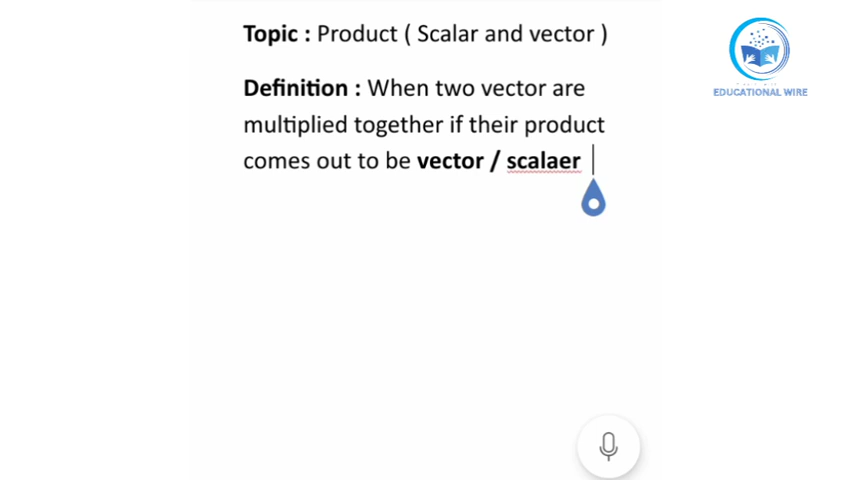 Topic : Product ( Scalar and vector )
Definition : When two vector are
multiplied together if their product
comes out to be vector / scalaer
EDUCATIONAL WIRE